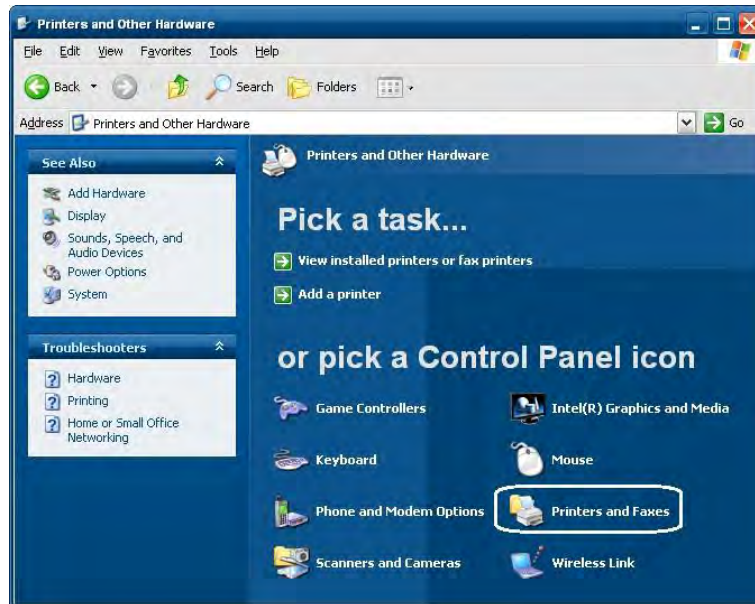 Printers and Other Hardware
File Edit View Favorites Tools Help
Back Search Folders
Address Printers and Other Hardware Go
See Also
Add Hardware
Display
Sounds, Speech, and
Audio Devices
Power Options
System
Troubleshooters
Hardware
Printing
Home or Small Office
Networking
Printers and Other Hardware
Pick a task...
View installed printers or fax printers
Add a printer
or pick a Control Panel icon
Game Controllers
Intel(R) Graphics and Media
Keyboard
Mouse
Phone and Modem Options
Printers and Faxes
Scanners and Cameras
Wireless Link